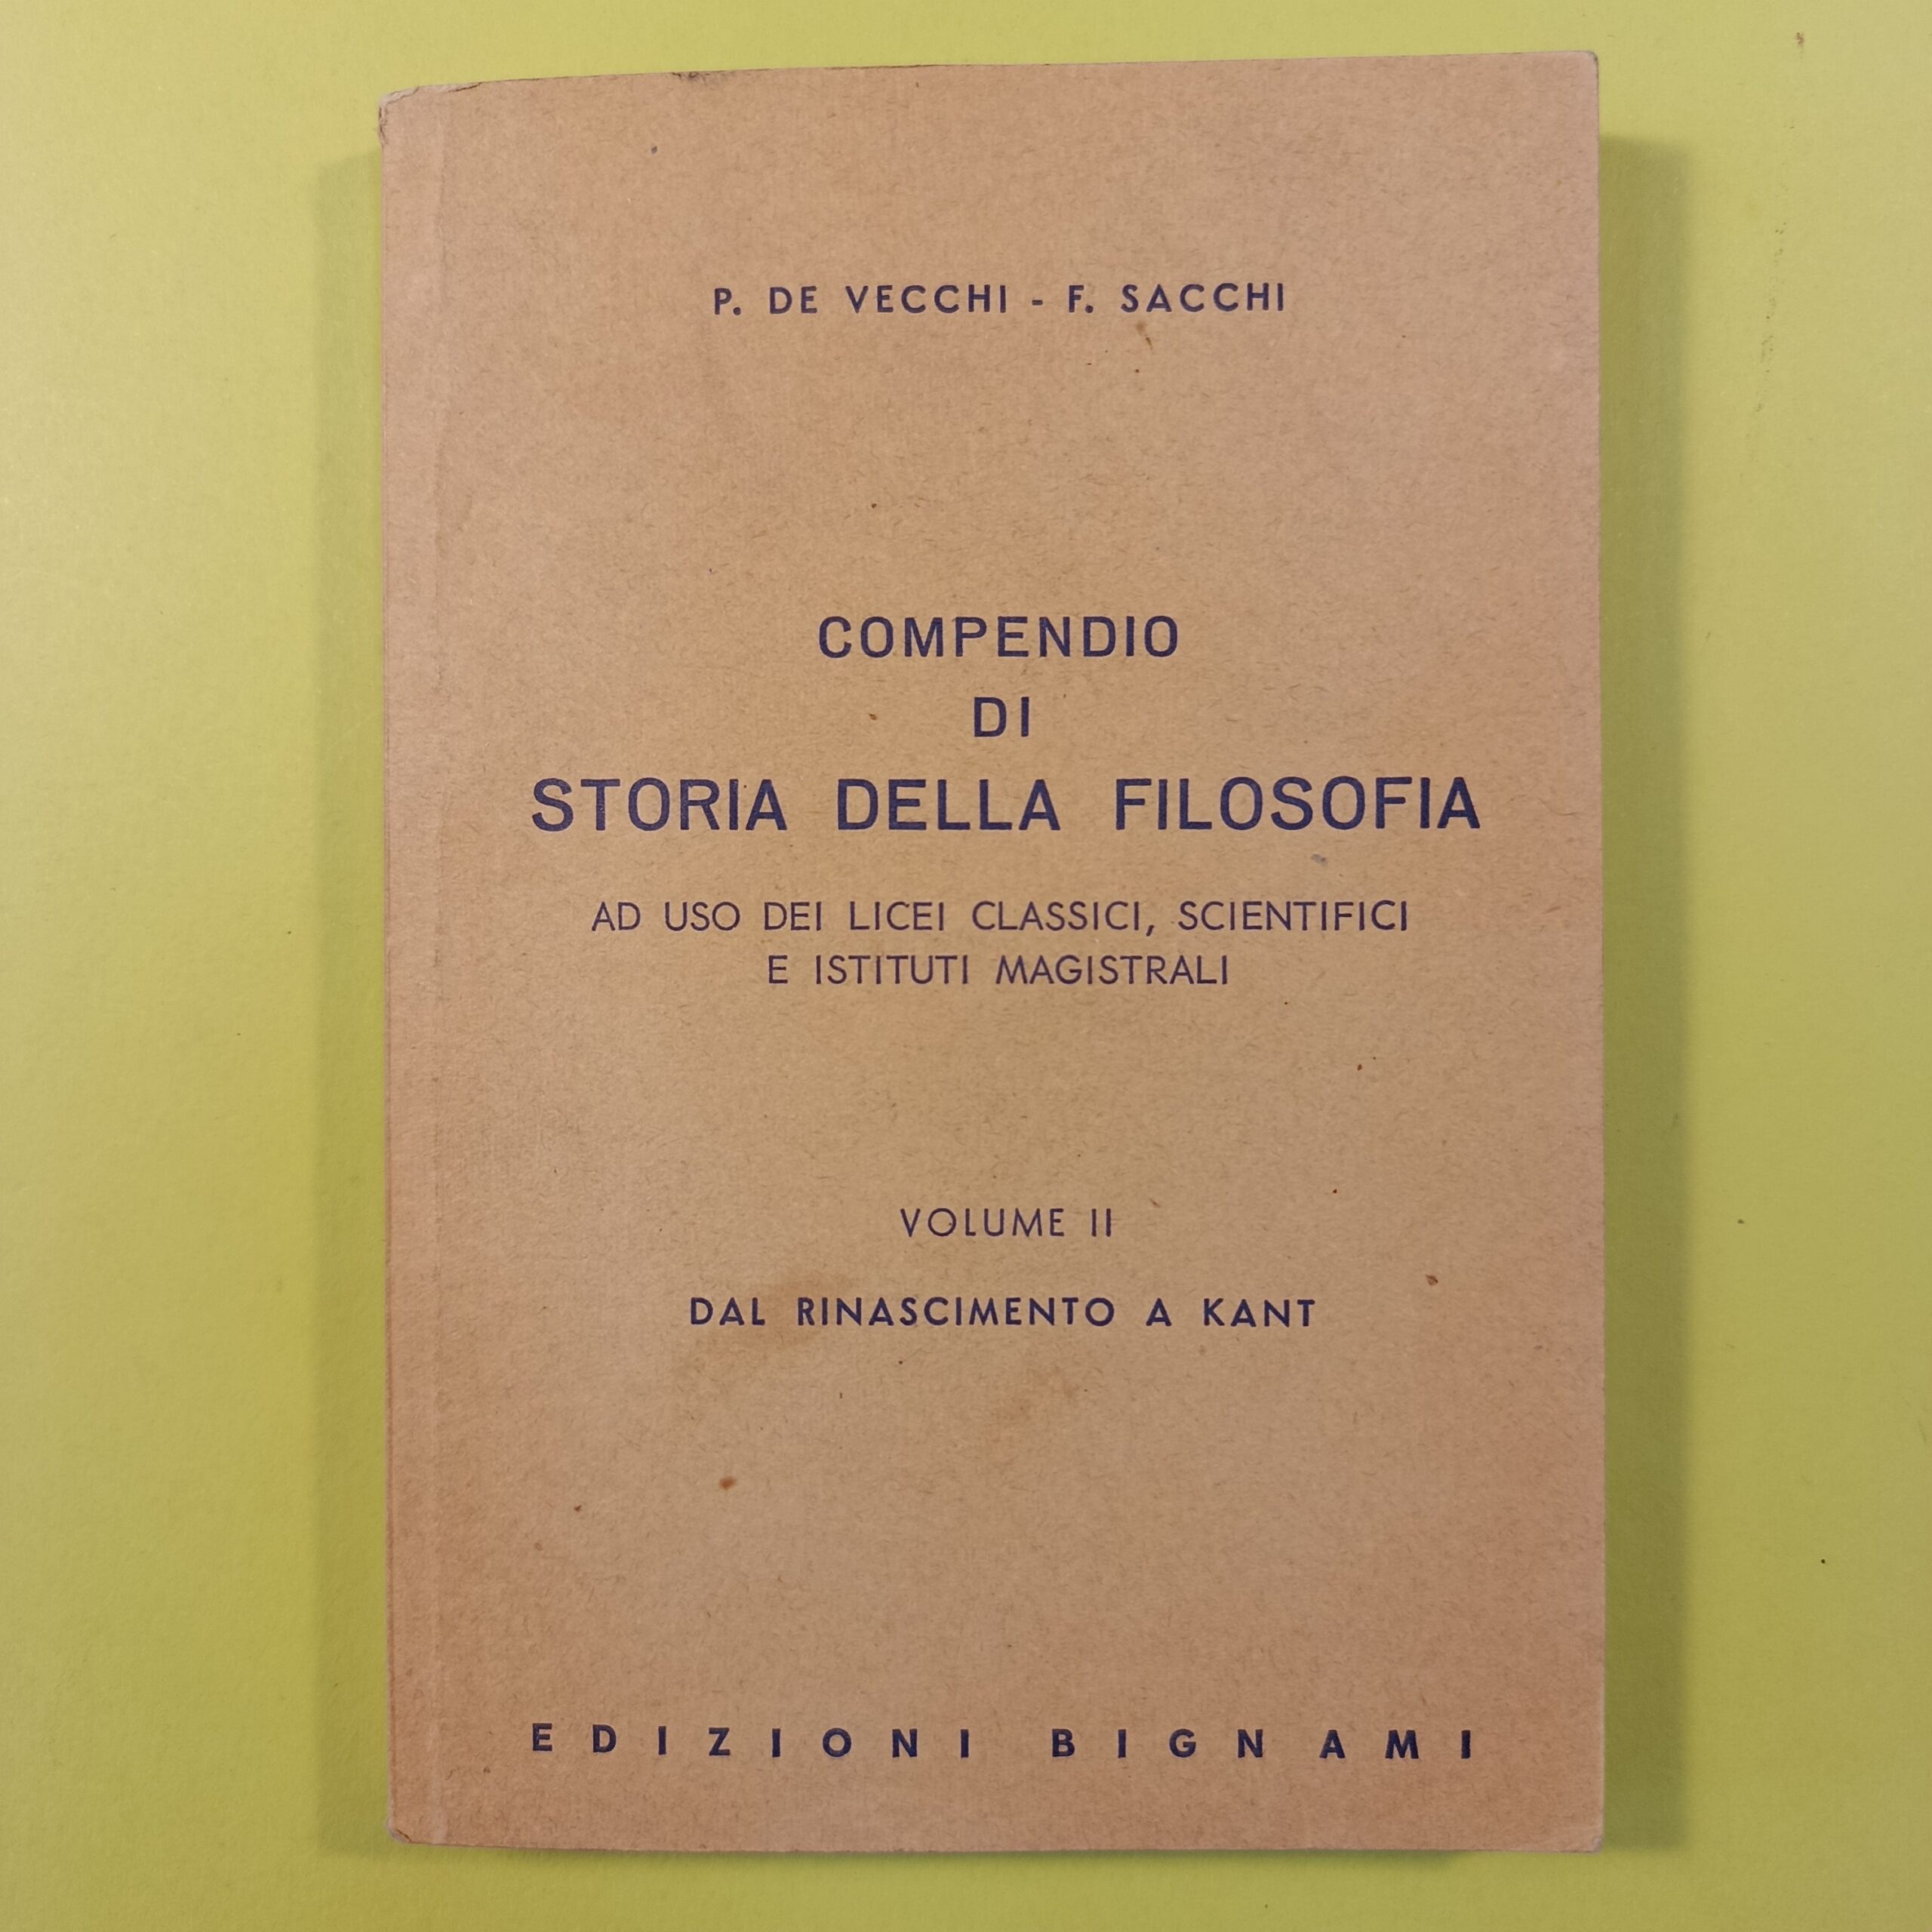 P. DE VECCHI - F. SACCHI
COMPENDIO
DI
STORIA DELLA FILOSOFIA
AD USO DEI LICEI CLASSICI, SCIENTIFICI
E ISTITUTI MAGISTRALI
VOLUME II
DAL RINASCIMENTO A KANT
EDIZIONI BIGNAMI